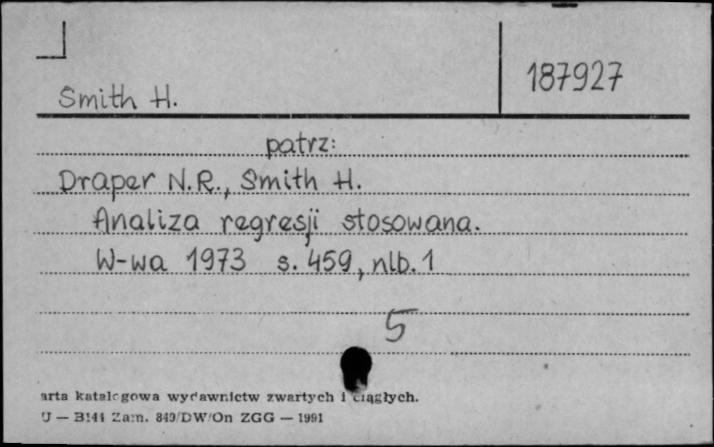 187927
Smith H.
patrz:
Draper N.R., Smith H.
Analiza regresji stosowana.
W-wa 1973 s. 459, nlb. 1
5
arta katalogowa wydawnictw zwartych i ciągłych.
U — B141 Zam. 849/DW/On ZGG — 1991